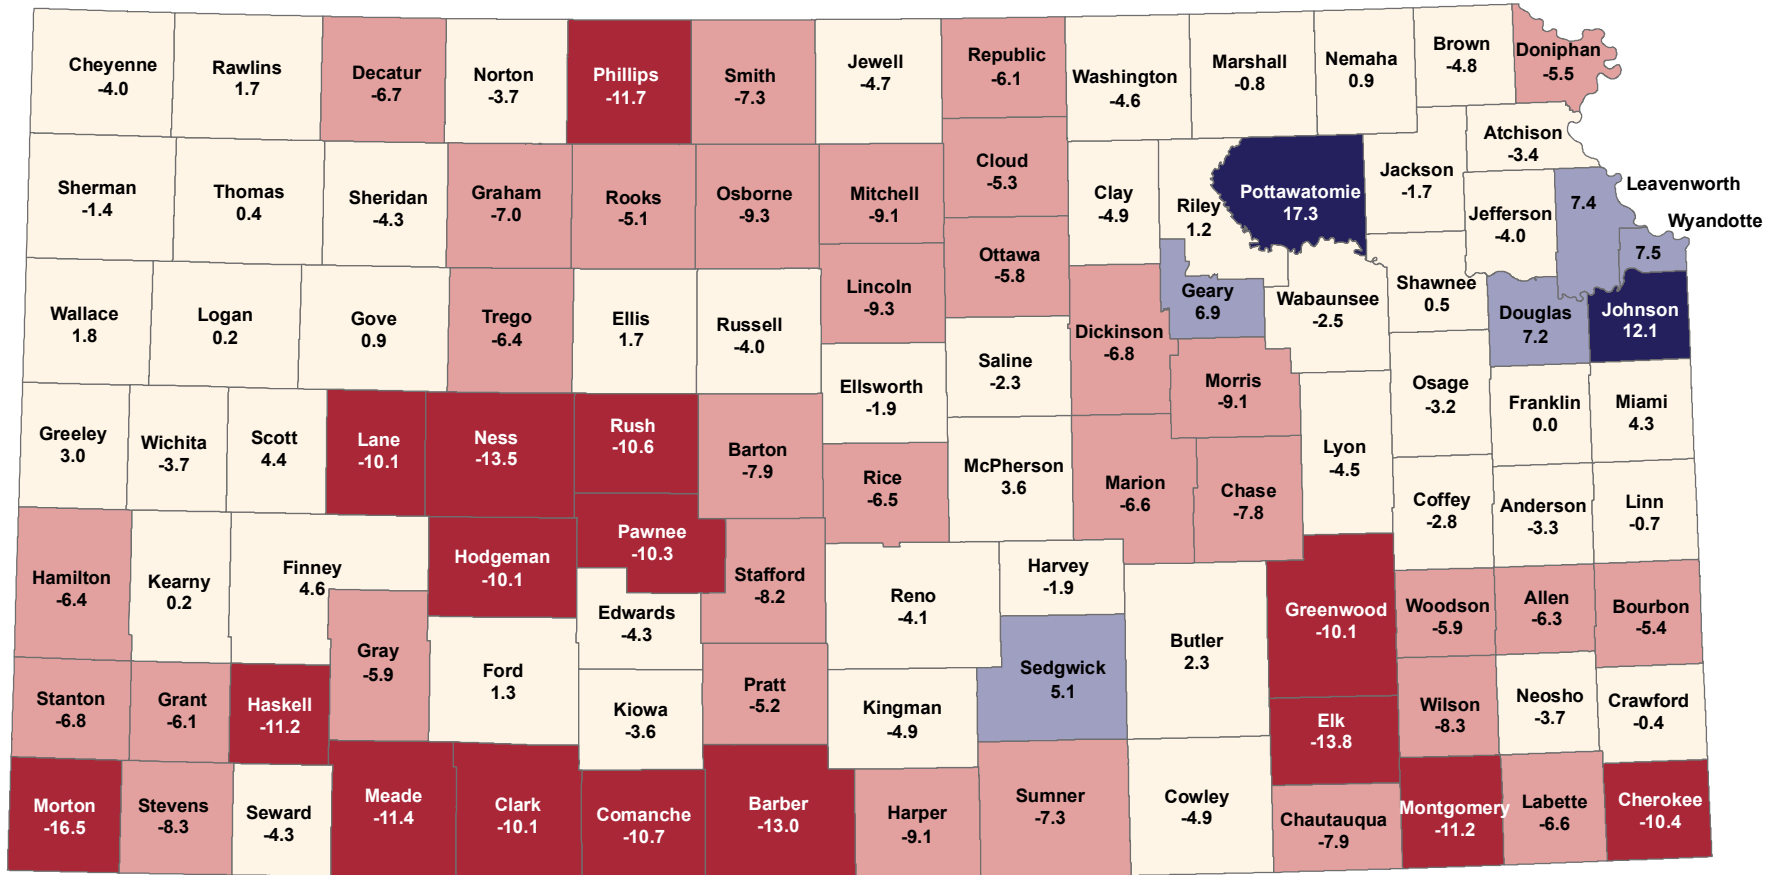 Cheyenne
-4.0
Rawlins
1.7
Decatur
-6.7
Norton
-3.7
Phillips
-11.7
Smith
-7.3
Jewell
-4.7
Republic
-6.1
Washington
-4.6
Marshall
-0.8
Nemaha
0.9
Brown
-4.8
Doniphan
-5.5
Sherman
-1.4
Thomas
0.4
Sheridan
-4.3
Graham
-7.0
Rooks
-5.1
Osborne
-9.3
Mitchell
-9.1
Cloud
-5.3
Clay
-4.9
Riley
1.2
Pottawatomie
17.3
Jackson
-1.7
Atchison
-3.4
Jefferson
-4.0
Leavenworth
7.4
Wyandotte
7.5
Wallace
1.8
Logan
0.2
Gove
0.9
Trego
-6.4
Ellis
1.7
Russell
-4.0
Lincoln
-9.3
Ottawa
-5.8
Saline
-2.3
Dickinson
-6.8
Geary
6.9
Wabaunsee
-2.5
Shawnee
0.5
Douglas
7.2
Johnson
12.1
Greeley
3.0
Wichita
-3.7
Scott
4.4
Lane
-10.1
Ness
-13.5
Rush
-10.6
Barton
-7.9
Ellsworth
-1.9
Rice
-6.5
McPherson
3.6
Marion
-6.6
Morris
-9.1
Chase
-7.8
Lyon
-4.5
Osage
-3.2
Franklin
0.0
Miami
4.3
Coffey
-2.8
Anderson
-3.3
Linn
-0.7
Hamilton
-6.4
Kearny
0.2
Finney
4.6
Hodgeman
-10.1
Pawnee
-10.3
Stafford
-8.2
Edwards
-4.3
Reno
-4.1
Harvey
-1.9
Butler
2.3
Greenwood
-10.1
Woodson
-5.9
Allen
-6.3
Bourbon
-5.4
Stanton
-6.8
Grant
-6.1
Haskell
-11.2
Gray
-5.9
Ford
1.3
Kiowa
-3.6
Pratt
-5.2
Kingman
-4.9
Sedgwick
5.1
Elk
-13.8
Wilson
-8.3
Neosho
-3.7
Crawford
-0.4
Morton
-16.5
Stevens
-8.3
Seward
-4.3
Meade
-11.4
Clark
-10.1
Comanche
-10.7
Barber
-13.0
Harper
-9.1
Sumner
-7.3
Cowley
-4.9
Chautauqua
-7.9
Montgomery
-11.2
Labette
-6.6
Cherokee
-10.4